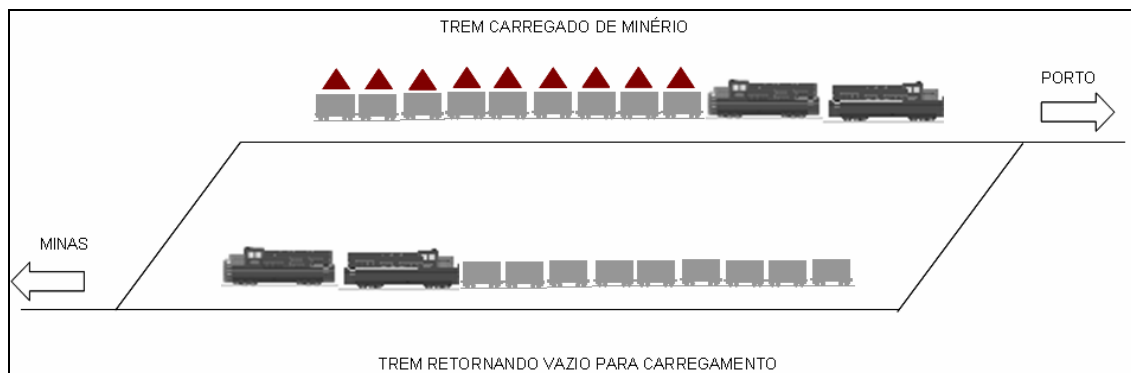 TREM CARREGADO DE MINÉRIO
PORTO
MINAS
TREM RETORNANDO VAZIO PARA CARREGAMENTO